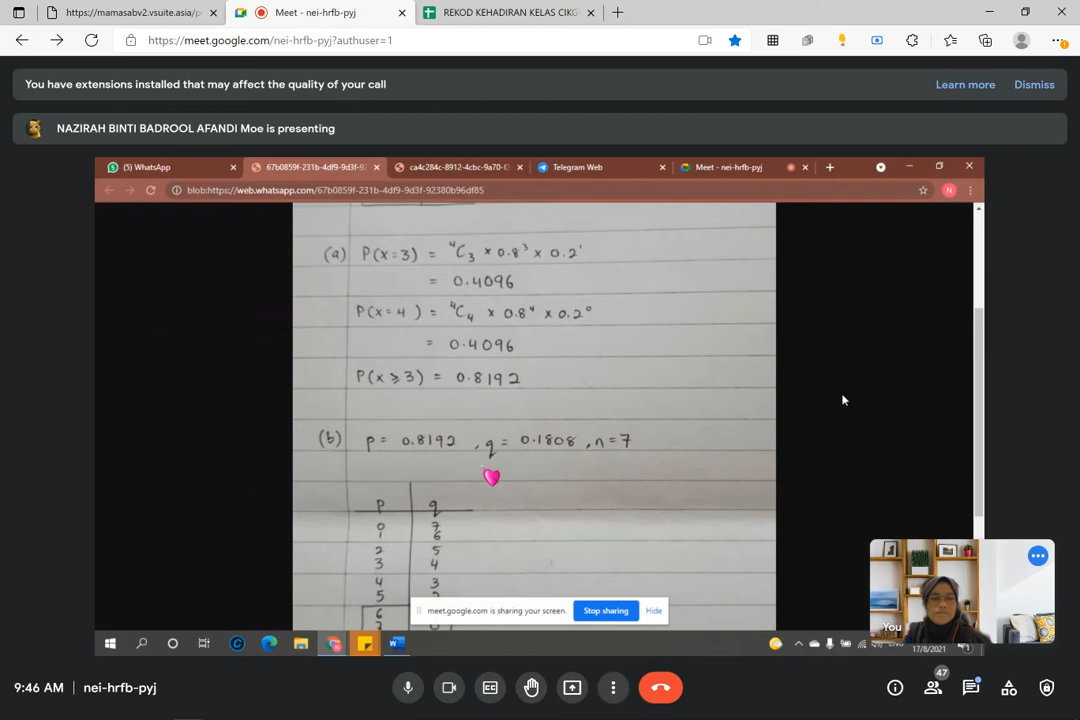 https://mamasabv2.vsuite.asia/p
Meet - nei-hrfb-pyj
REKOD KEHADIRAN KELAS CIKG
https://meet.google.com/nei-hrfb-pyj?authuser=1
You have extensions installed that may affect the quality of your call
Learn more
Dismiss
NAZIRAH BINTI BADROOL AFANDI Moe is presenting
(5) WhatsApp
67b0859f-231b-4df9-9d3f-92
ca4c284c-8912-4cbc-9a70-f2
Telegram Web
Meet - nei-hrfb-pyj
blob:https://web.whatsapp.com/67b0859f-231b-4df9-9d3f-92380b96df85
N
(a) P(x=3) = ⁴C₃ × 0.8³ × 0.2¹
= 0.4096
P(x=4) = ⁴C₄ × 0.8⁴ × 0.2⁰
= 0.4096
P(x ⩾ 3) = 0.8192
(b) p = 0.8192 , q = 0.1808 , n = 7
p q
0 7
1 6
2 5
3 4
4 3
5
6
meet.google.com is sharing your screen.
Stop sharing
Hide
You
17/8/2021
9:46 AM | nei-hrfb-pyj
47